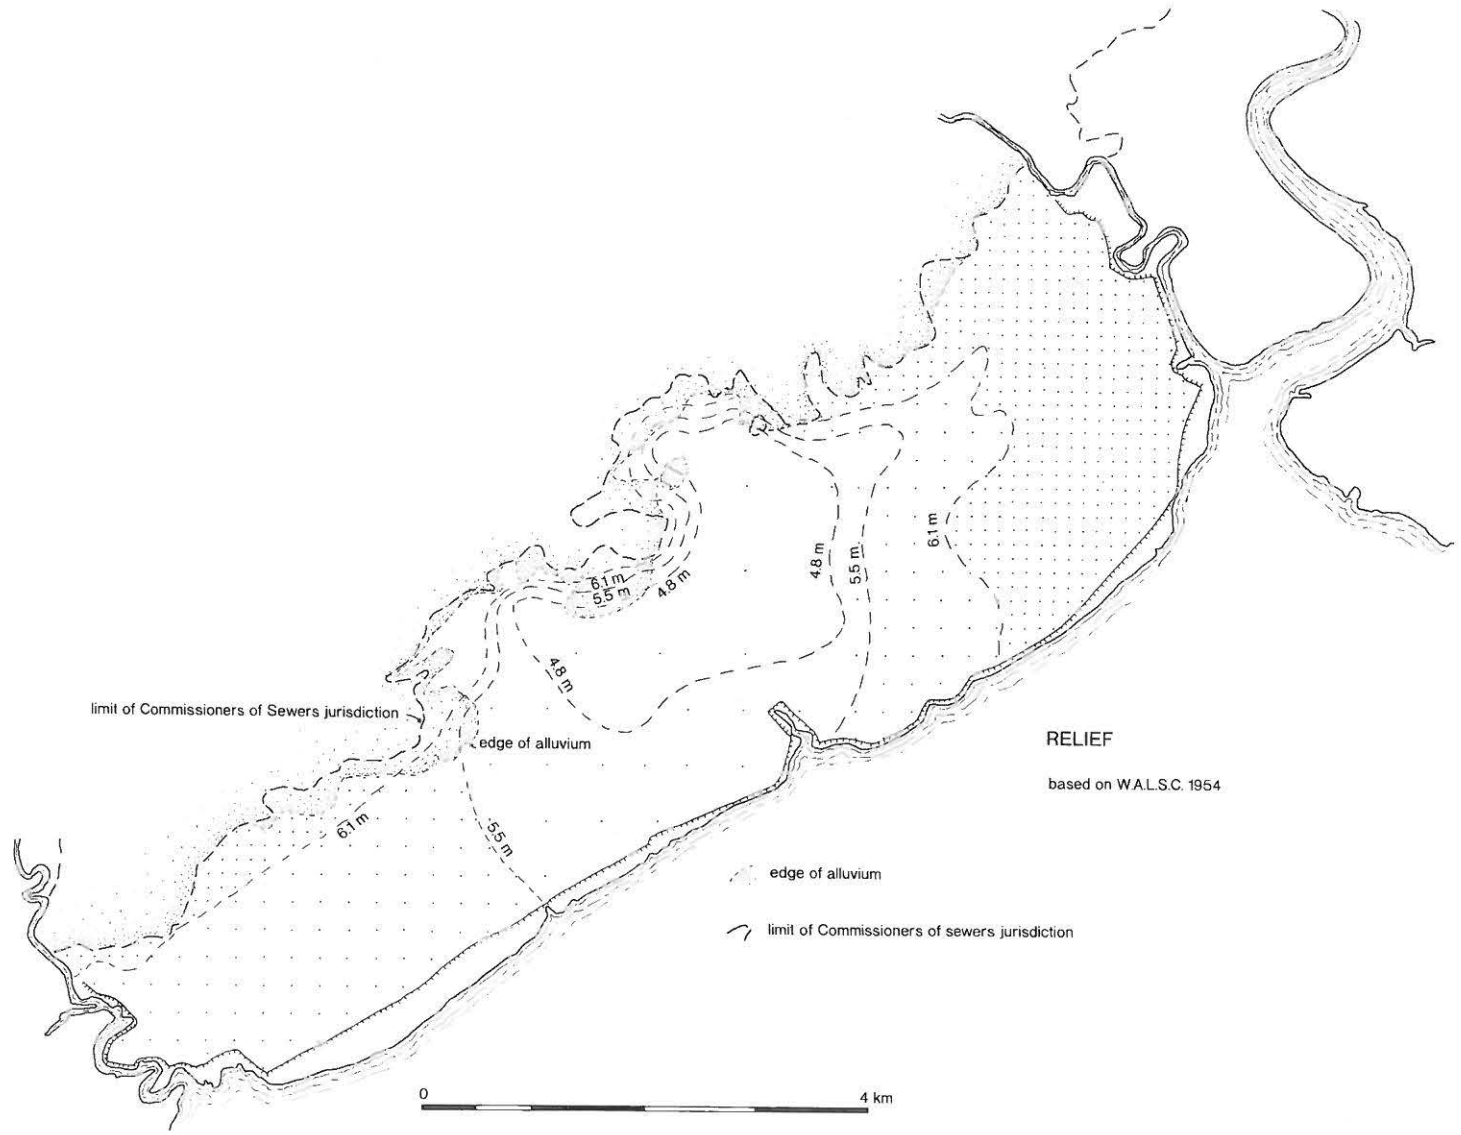 6.1 m
4.8 m
5.5 m
6.1 m
5.5 m
4.8 m
4.8 m
limit of Commissioners of Sewers jurisdiction
edge of alluvium
RELIEF
based on W.A.L.S.C. 1954
6.1 m
5.5 m
edge of alluvium
limit of Commissioners of sewers jurisdiction
0
4 km